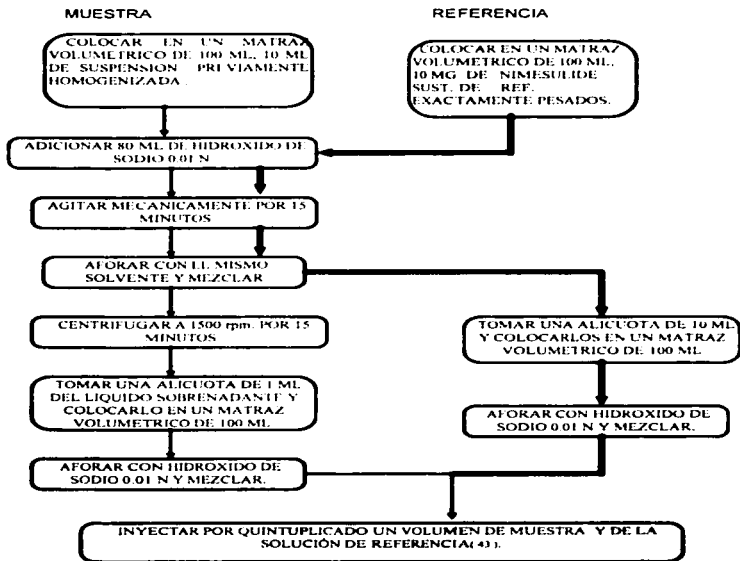 MUESTRA
REFERENCIA
COLOCAR EN UN MATRAZ
VOLUMETRICO DE 100 ML, 10 ML
DE SUSPENSION PRIVIAMENTE
HOMOGENIZADA.
COLOCAR EN UN MATRAZ
VOLUMETRICO DE 100 ML,
10 MG DE NIMESULIDE
SUST. DE REF.
EXACTAMENTE PESADOS.
ADICIONAR 80 ML DE HIDROXIDO DE
SODIO 0.01 N
AGITAR MECANICAMENTE POR 15
MINUTOS
AFORAR CON EL MISMO
SOLVENTE Y MEZCLAR
CENTRIFUGAR A 1500 rpm. POR 15
MINUTOS
TOMAR UNA ALICUOTA DE 10 ML
Y COLOCARLOS EN UN MATRAZ
VOLUMETRICO DE 100 ML
TOMAR UNA ALICUOTA DE 1 ML
DEL LIQUIDO SOBRENADANTE Y
COLOCARLO EN UN MATRAZ
VOLUMETRICO DE 100 ML
AFORAR CON HIDROXIDO DE
SODIO 0.01 N Y MEZCLAR.
AFORAR CON HIDROXIDO DE
SODIO 0.01 N Y MEZCLAR.
INYECTAR POR QUINTUPLICADO UN VOLUMEN DE MUESTRA Y DE LA
SOLUCIÓN DE REFERENCIA( 43 ).